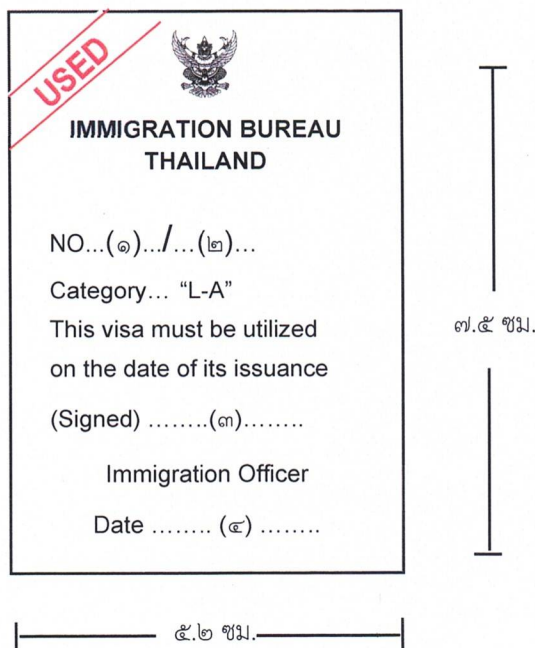 USED
IMMIGRATION BUREAU
THAILAND
NO...(๑).../...(๒)...
Category... “L-A”
This visa must be utilized
on the date of its issuance
(Signed) ........(๓)........
Immigration Officer
Date ........ (๔) ........
๗.๕ ซม.
๕.๒ ซม.